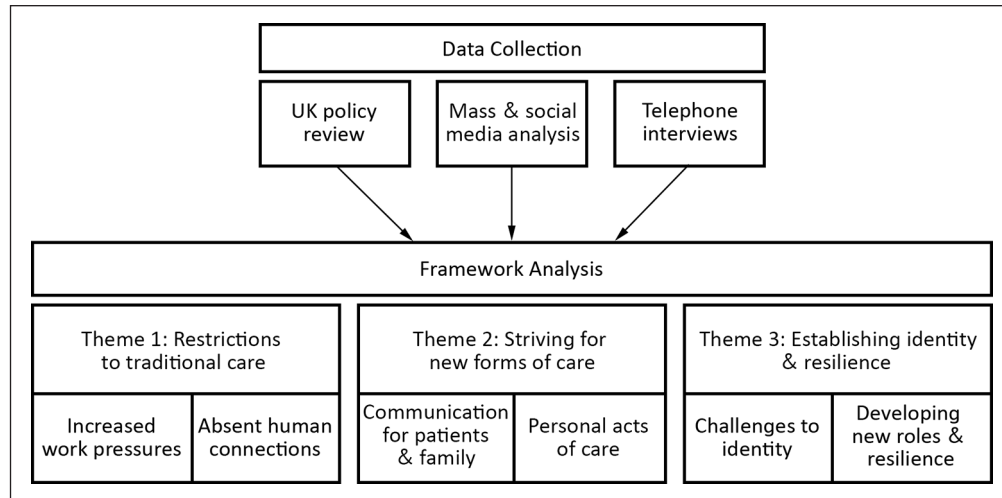 Data Collection
UK policy
review
Mass & social
media analysis
Telephone
interviews
Framework Analysis
Theme 1: Restrictions
to traditional care
Theme 2: Striving for
new forms of care
Theme 3: Establishing identity
& resilience
Increased
work pressures
Absent human
connections
Communication
for patients
& family
Personal acts
of care
Challenges to
identity
Developing
new roles &
resilience